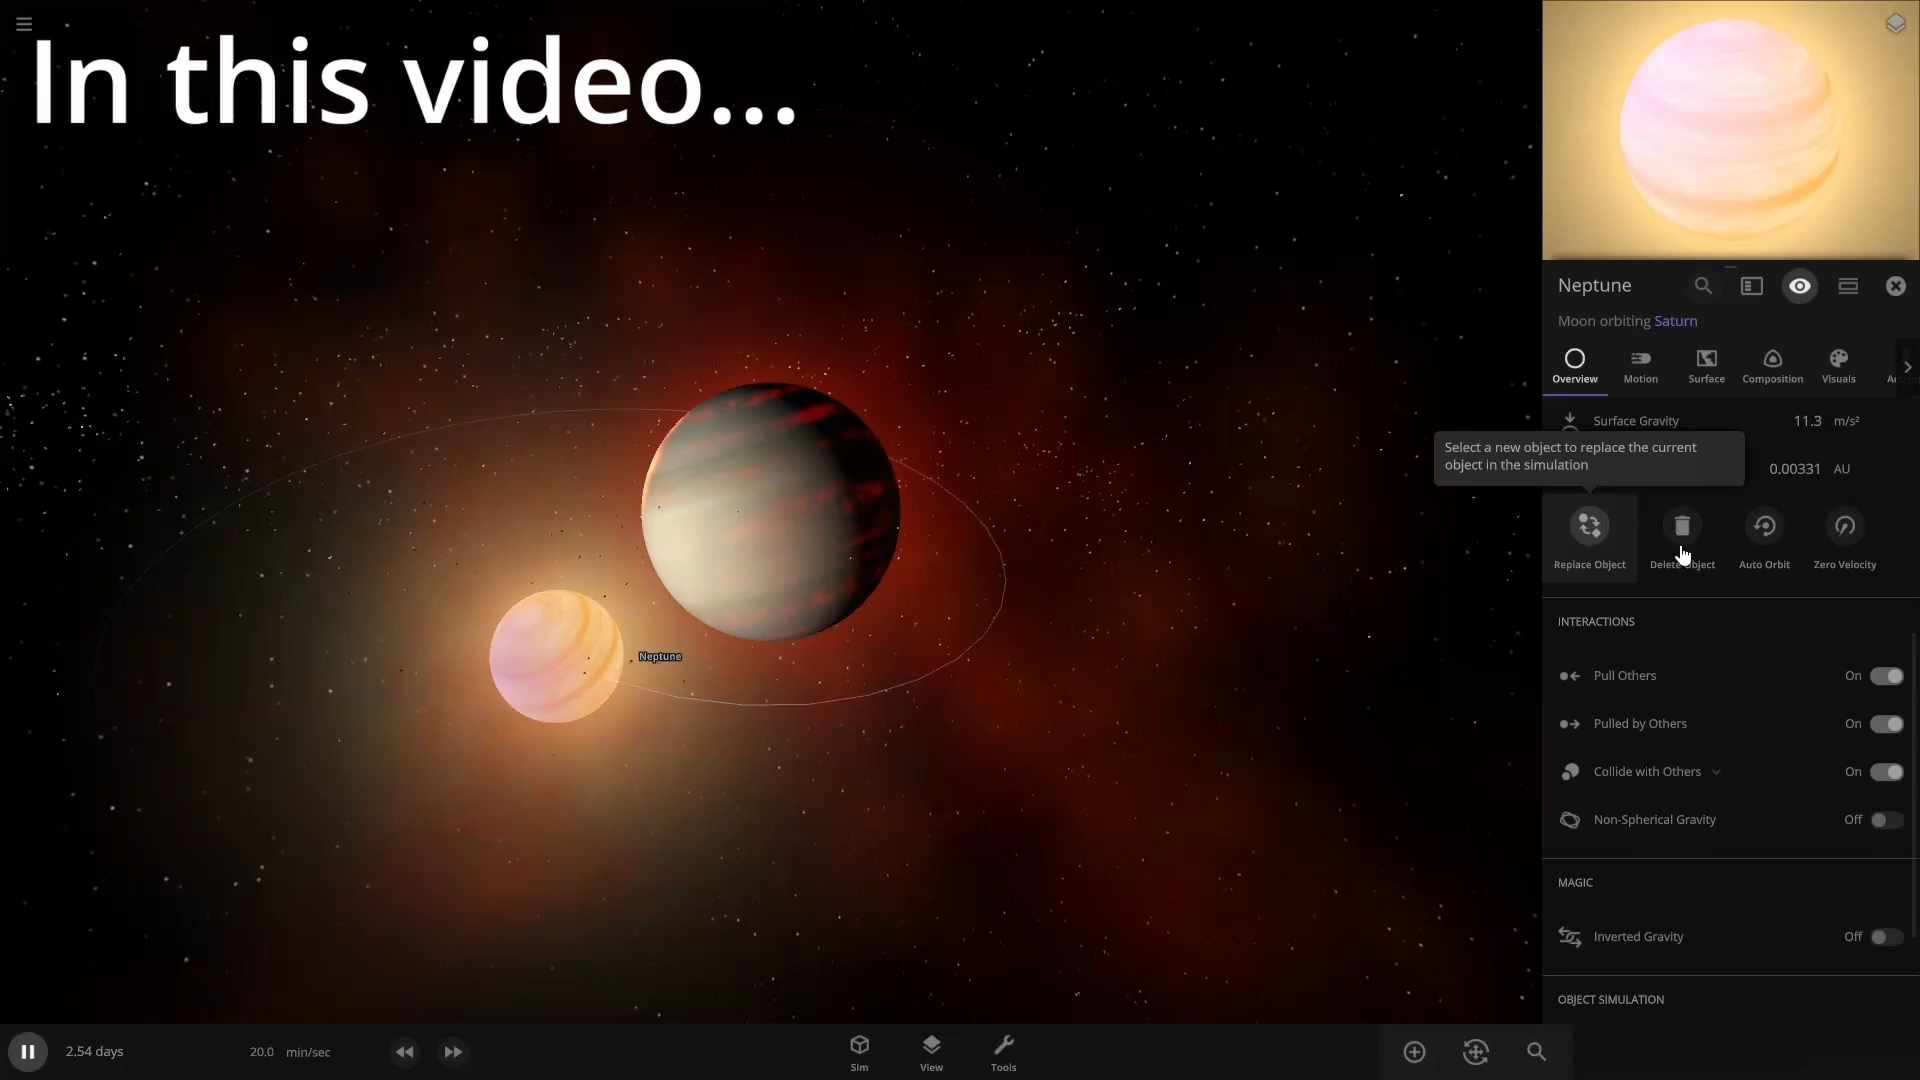 In this video...
Neptune
Neptune
Moon orbiting Saturn
Overview
Motion
Surface
Composition
Visuals
Surface Gravity 11.3 m/s²
Select a new object to replace the current
object in the simulation
0.00331 AU
Replace Object
Delete Object
Auto Orbit
Zero Velocity
INTERACTIONS
Pull Others On
Pulled by Others On
Collide with Others On
Non-Spherical Gravity Off
MAGIC
Inverted Gravity Off
OBJECT SIMULATION
2.54 days
20.0 min/sec
Sim
View
Tools